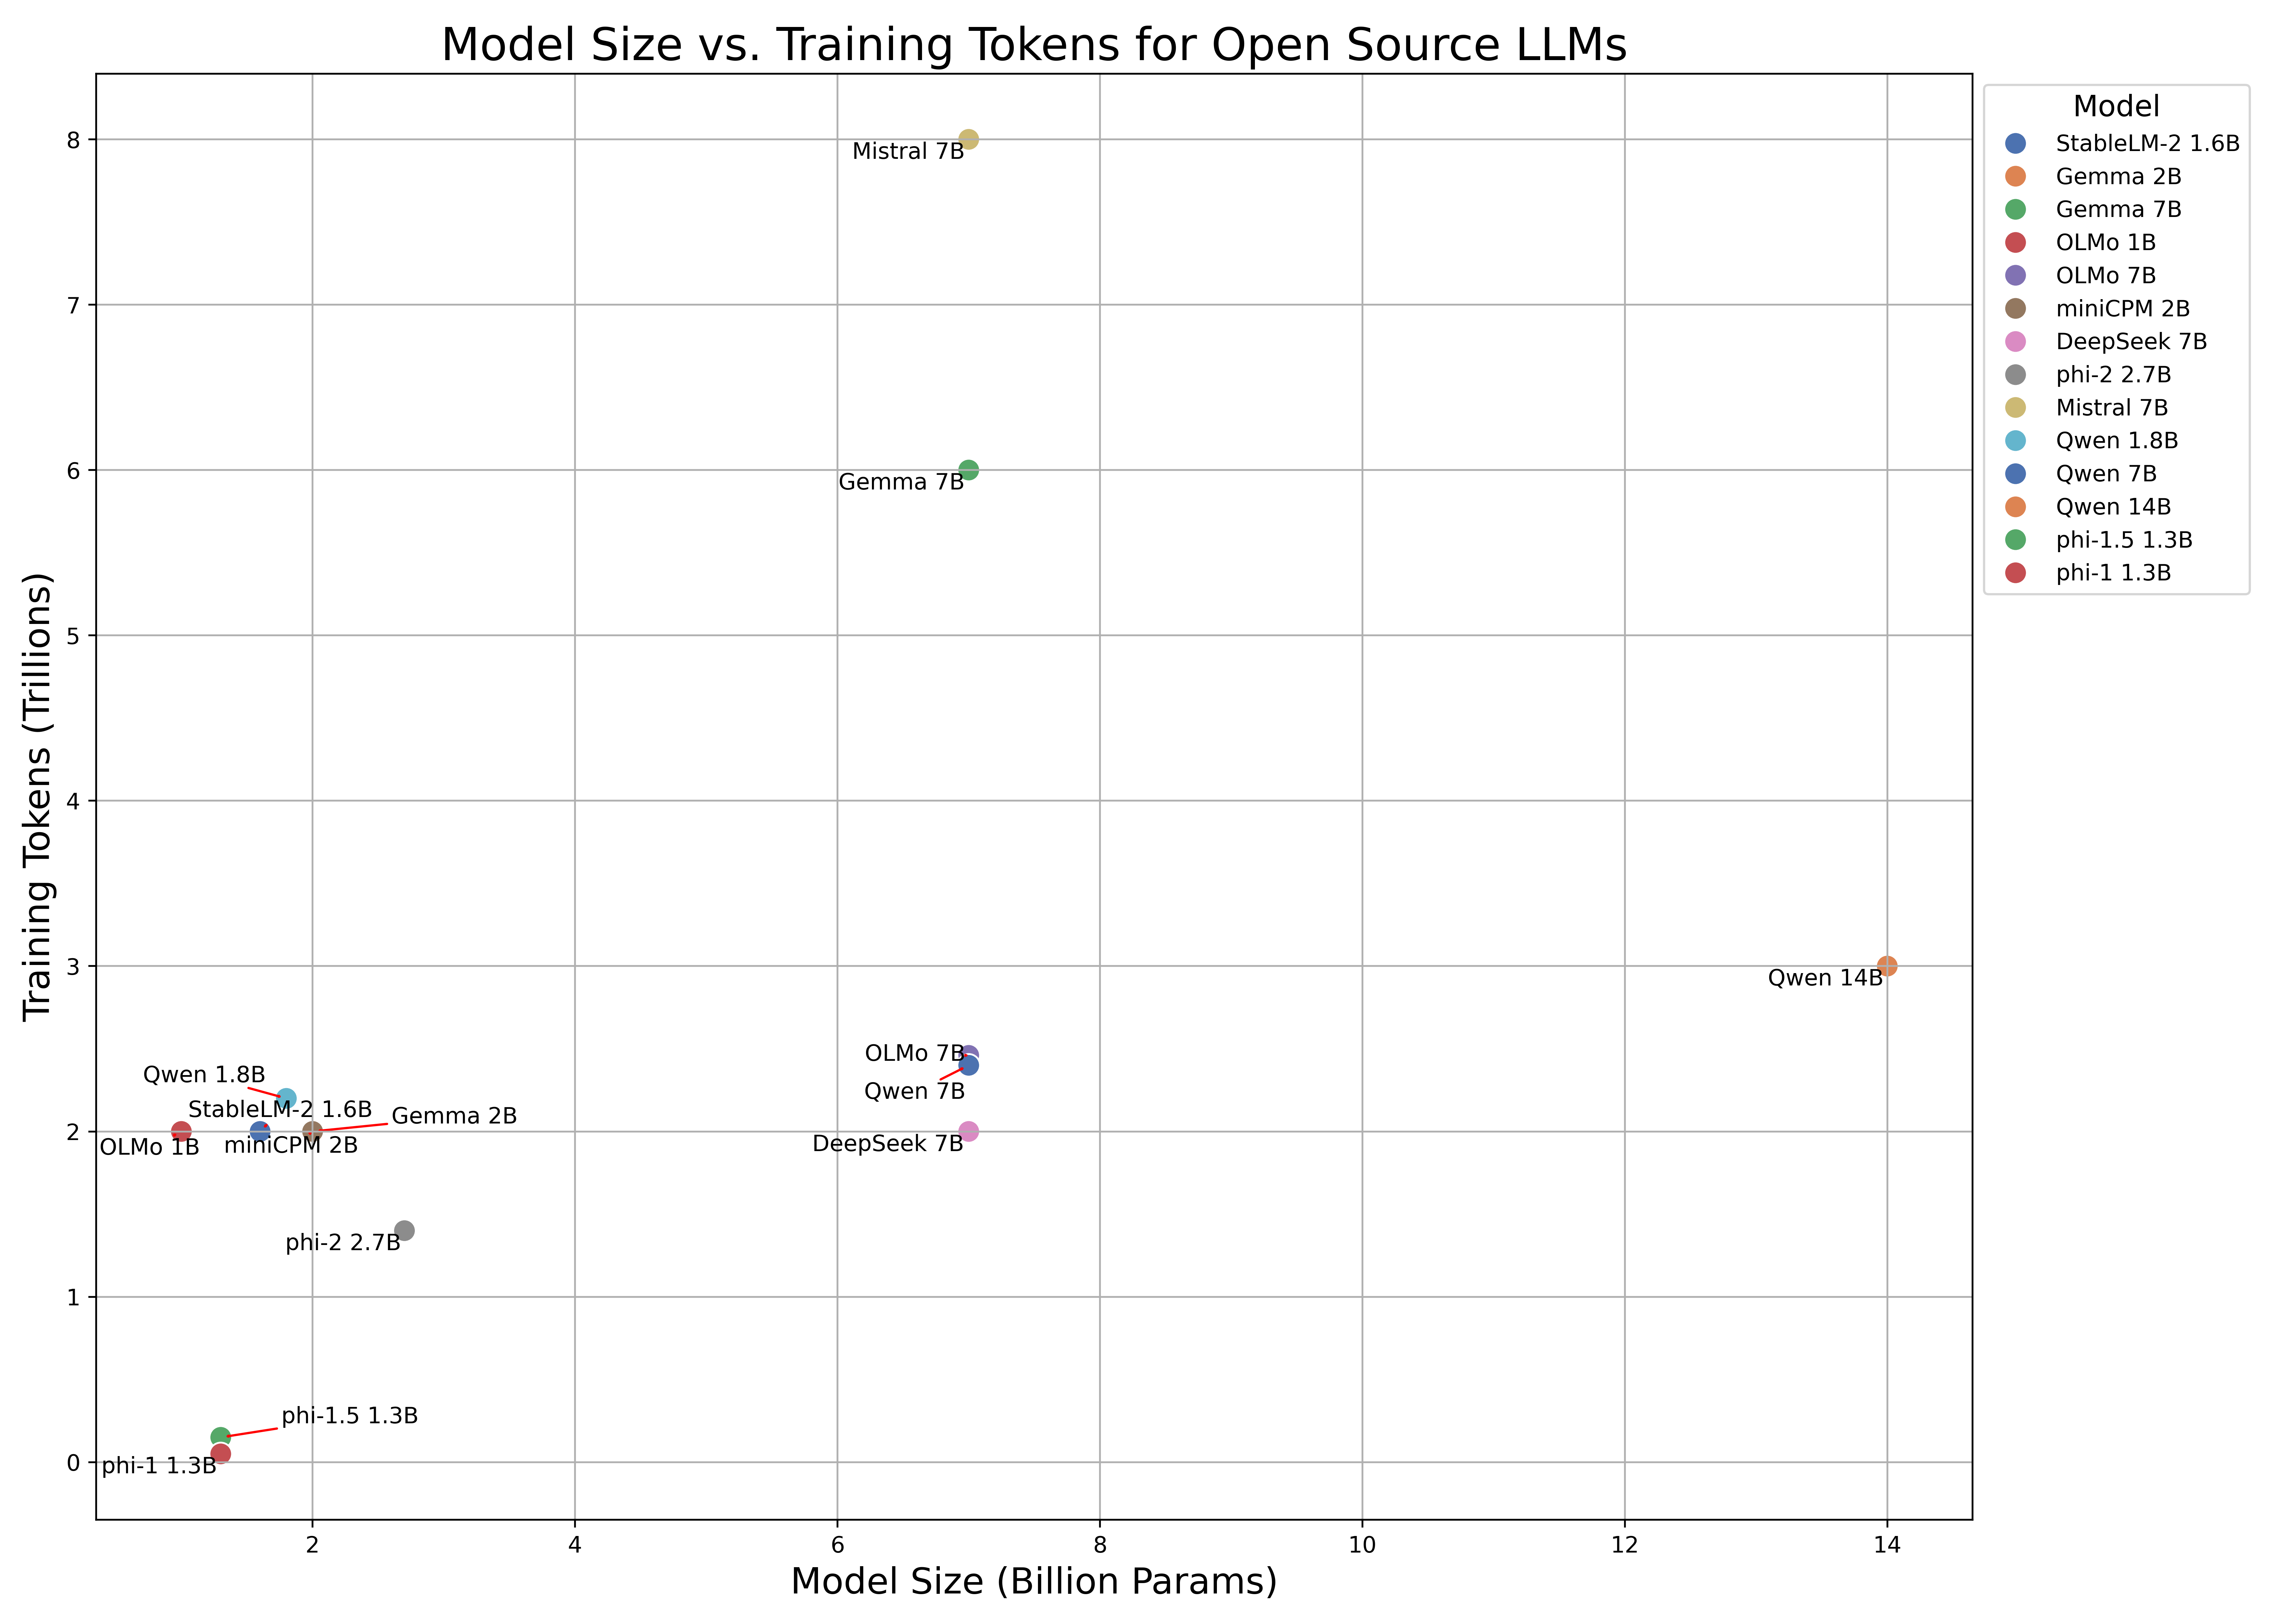 Model Size vs. Training Tokens for Open Source LLMs
Training Tokens (Trillions)
8
7
6
5
4
3
2
1
0
Mistral 7B
Gemma 7B
Qwen 14B
OLMo 7B
Qwen 7B
Qwen 1.8B
StableLM-2 1.6B
Gemma 2B
OLMo 1B
miniCPM 2B
DeepSeek 7B
phi-2 2.7B
phi-1.5 1.3B
phi-1 1.3B
2
4
6
8
10
12
14
Model Size (Billion Params)
Model
StableLM-2 1.6B
Gemma 2B
Gemma 7B
OLMo 1B
OLMo 7B
miniCPM 2B
DeepSeek 7B
phi-2 2.7B
Mistral 7B
Qwen 1.8B
Qwen 7B
Qwen 14B
phi-1.5 1.3B
phi-1 1.3B